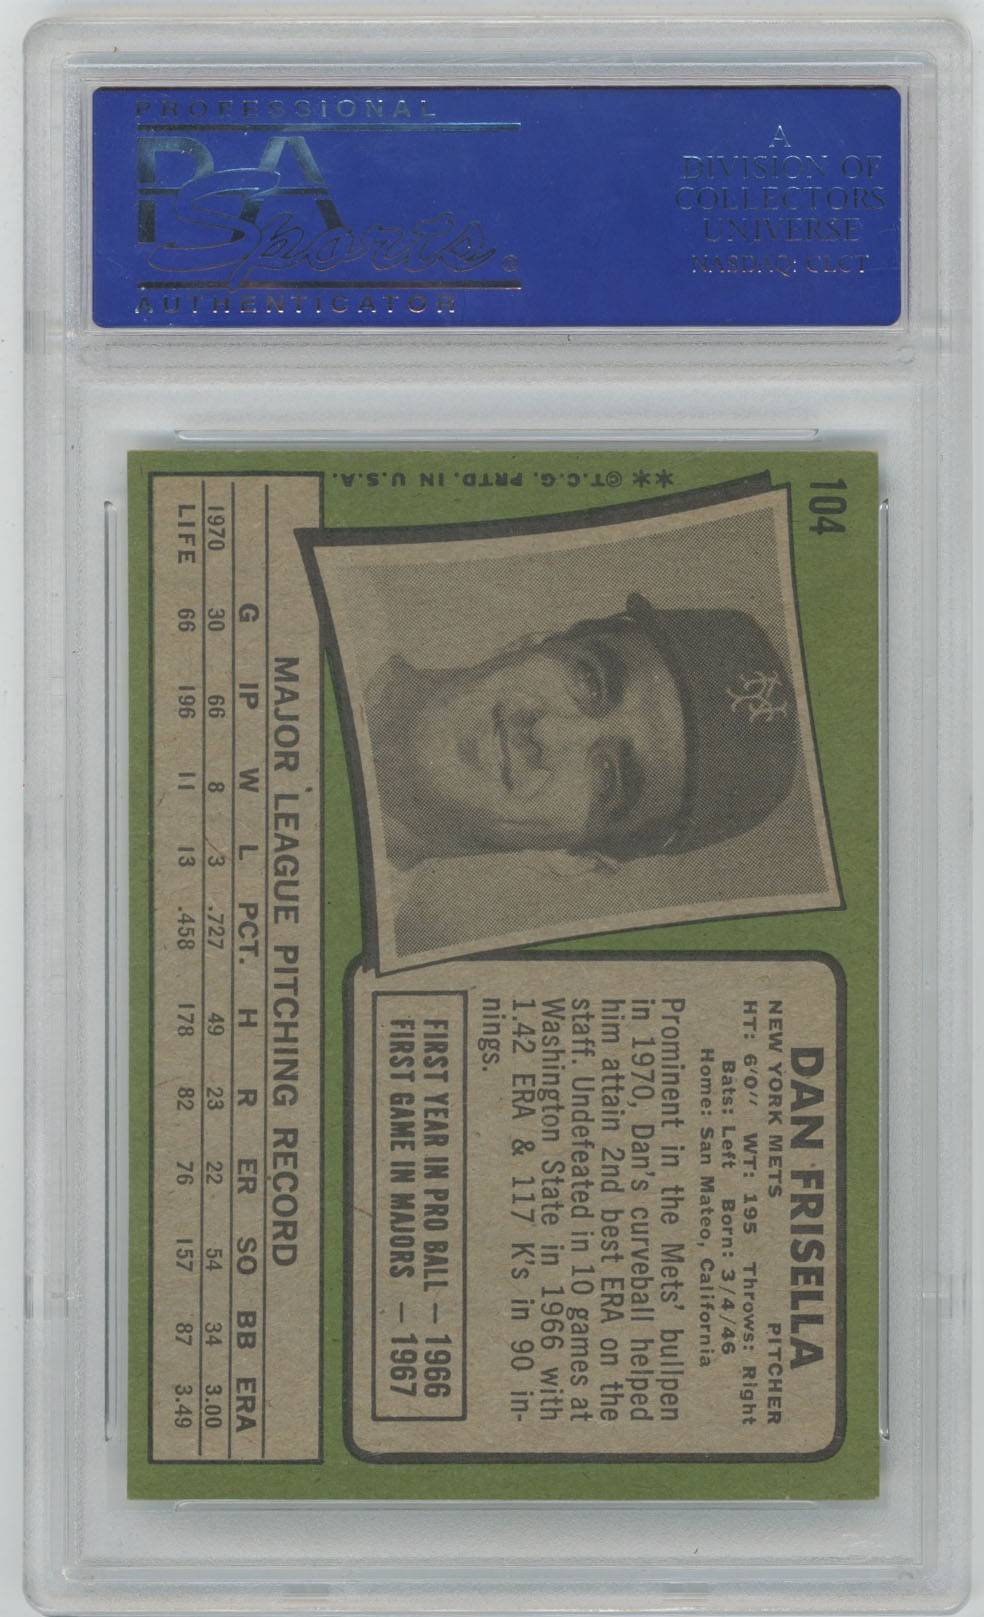 PROFESSIONAL
PSA
Sports®
AUTHENTICATOR
A
DIVISION OF
COLLECTORS
UNIVERSE
NASDAQ: CLCT
104
**©T.C.G. PRTD. IN U.S.A.
NY
DAN FRISELLA
NEW YORK METS PITCHER
HT: 6'0" WT: 195 Throws: Right
Bats: Left Born: 3/4/46
Home: San Mateo, California
Prominent in the Mets' bullpen
in 1970, Dan's curveball helped
him attain 2nd best ERA on the
staff. Undefeated in 10 games at
Washington State in 1966 with
1.42 ERA & 117 K's in 90 in-
nings.
FIRST YEAR IN PRO BALL — 1966
FIRST GAME IN MAJORS — 1967
MAJOR LEAGUE PITCHING RECORD
G IP W L PCT. H R ER SO BB ERA
1970 30 66 8 3 .727 49 23 22 54 34 3.00
LIFE 66 196 11 13 .458 178 82 76 157 87 3.49